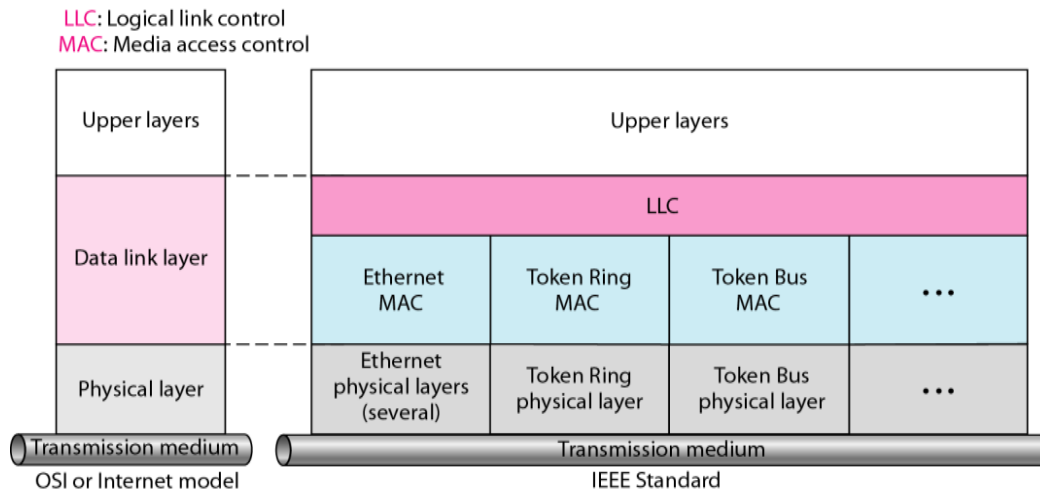 LLC: Logical link control
MAC: Media access control
Upper layers
Data link layer
Physical layer
Transmission medium
OSI or Internet model
Upper layers
LLC
Ethernet
MAC
Token Ring
MAC
Token Bus
MAC
...
Ethernet
physical layers
(several)
Token Ring
physical layer
Token Bus
physical layer
...
Transmission medium
IEEE Standard